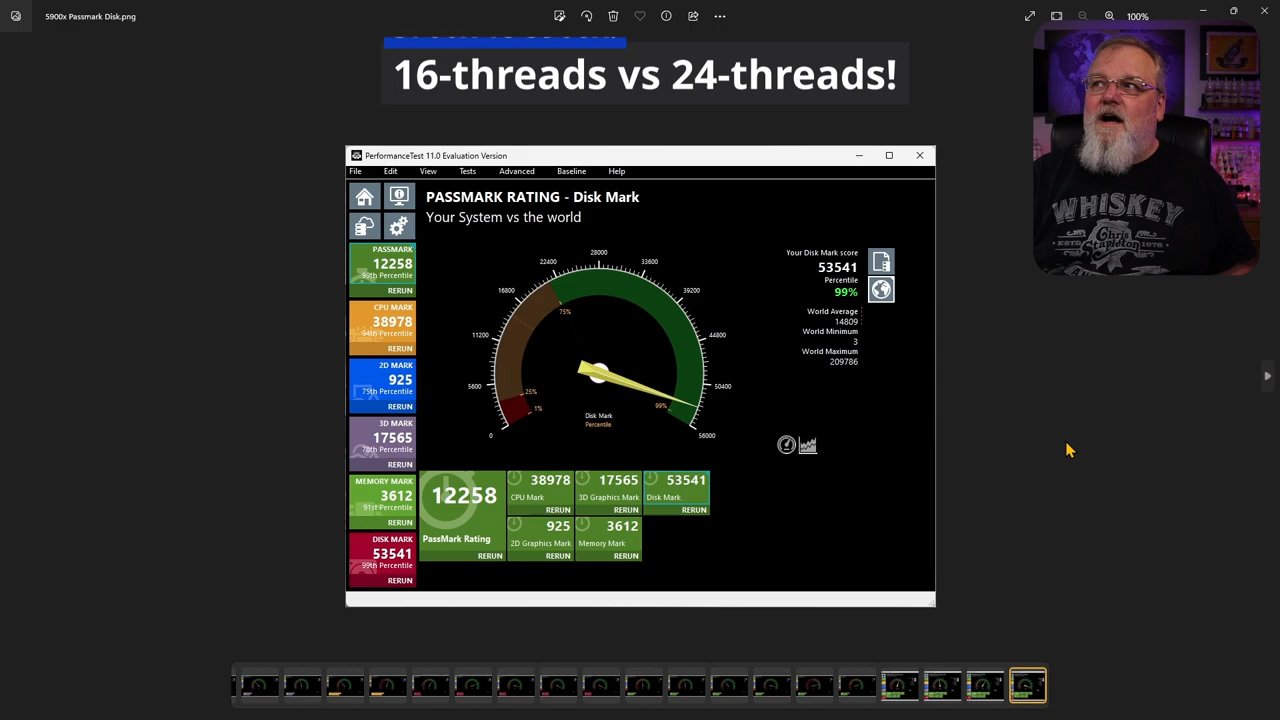 5900x Passmark Disk.png
100%
16-threads vs 24-threads!
PerformanceTest 11.0 Evaluation Version
File Edit View Tests Advanced Baseline Help
PASSMARK RATING - Disk Mark
Your System vs the world
PASSMARK
12258
99th Percentile
RERUN
CPU MARK
38978
94th Percentile
RERUN
2D MARK
925
75th Percentile
RERUN
3D MARK
17565
78th Percentile
RERUN
MEMORY MARK
3612
91st Percentile
RERUN
DISK MARK
53541
99th Percentile
RERUN
0
5600
11200
16800
22400
28000
33600
39200
44800
50400
56000
1%
25%
75%
99%
Disk Mark
Percentile
Your Disk Mark score
53541
Percentile
99%
World Average
14809
World Minimum
3
World Maximum
209786
12258
PassMark Rating
RERUN
38978
CPU Mark
RERUN
17565
3D Graphics Mark
RERUN
53541
Disk Mark
RERUN
925
2D Graphics Mark
RERUN
3612
Memory Mark
RERUN
WHISKEY
Chris
Stapleton